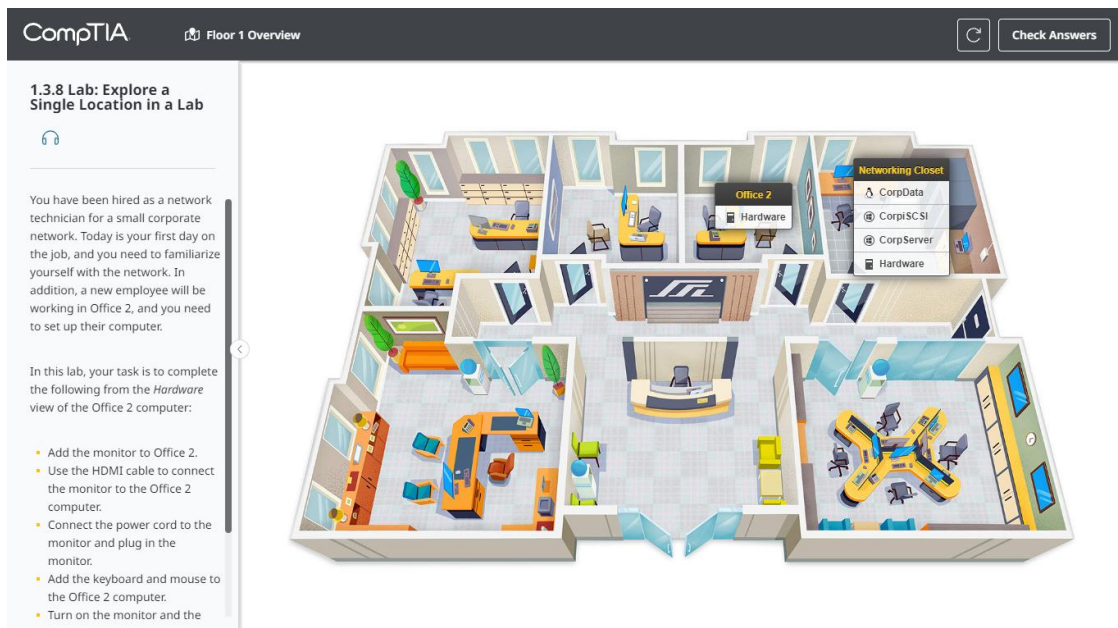 CompTIA.
Floor 1 Overview
Check Answers
1.3.8 Lab: Explore a
Single Location in a Lab
You have been hired as a network
technician for a small corporate
network. Today is your first day on
the job, and you need to familiarize
yourself with the network. In
addition, a new employee will be
working in Office 2, and you need
to set up their computer.
In this lab, your task is to complete
the following from the Hardware
view of the Office 2 computer:
Add the monitor to Office 2.
Use the HDMI cable to connect
the monitor to the Office 2
computer.
Connect the power cord to the
monitor and plug in the
monitor.
Add the keyboard and mouse to
the Office 2 computer.
Turn on the monitor and the
Office 2
Hardware
Networking Closet
CorpData
CorpiSCSI
CorpServer
Hardware